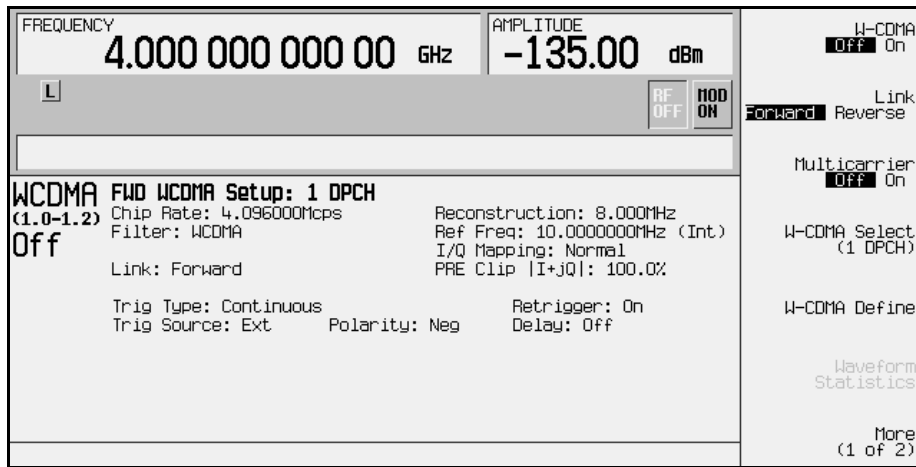 FREQUENCY
4.000 000 000 00 GHz
AMPLITUDE
-135.00 dBm
L
RF OFF
MOD ON
WCDMA
(1.0-1.2)
Off
FWD WCDMA Setup: 1 DPCH
Chip Rate: 4.096000Mcps
Reconstruction: 8.000MHz
Filter: WCDMA
Ref Freq: 10.0000000MHz (Int)
I/Q Mapping: Normal
Link: Forward
PRE Clip |I+jQ|: 100.0%
Trig Type: Continuous
Retrigger: On
Trig Source: Ext
Polarity: Neg
Delay: Off
W-CDMA
Off On
Link
Forward Reverse
Multicarrier
Off On
W-CDMA Select
(1 DPCH)
W-CDMA Define
Waveform
Statistics
More
(1 of 2)